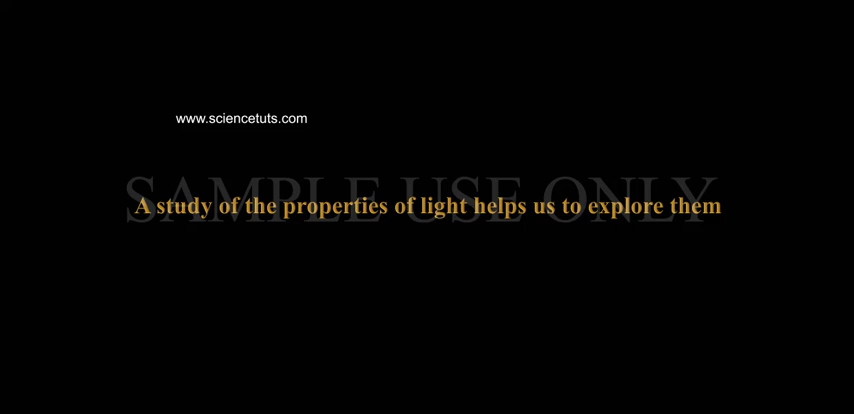 www.sciencetuts.com
SAMPLE USE ONLY
A study of the properties of light helps us to explore them